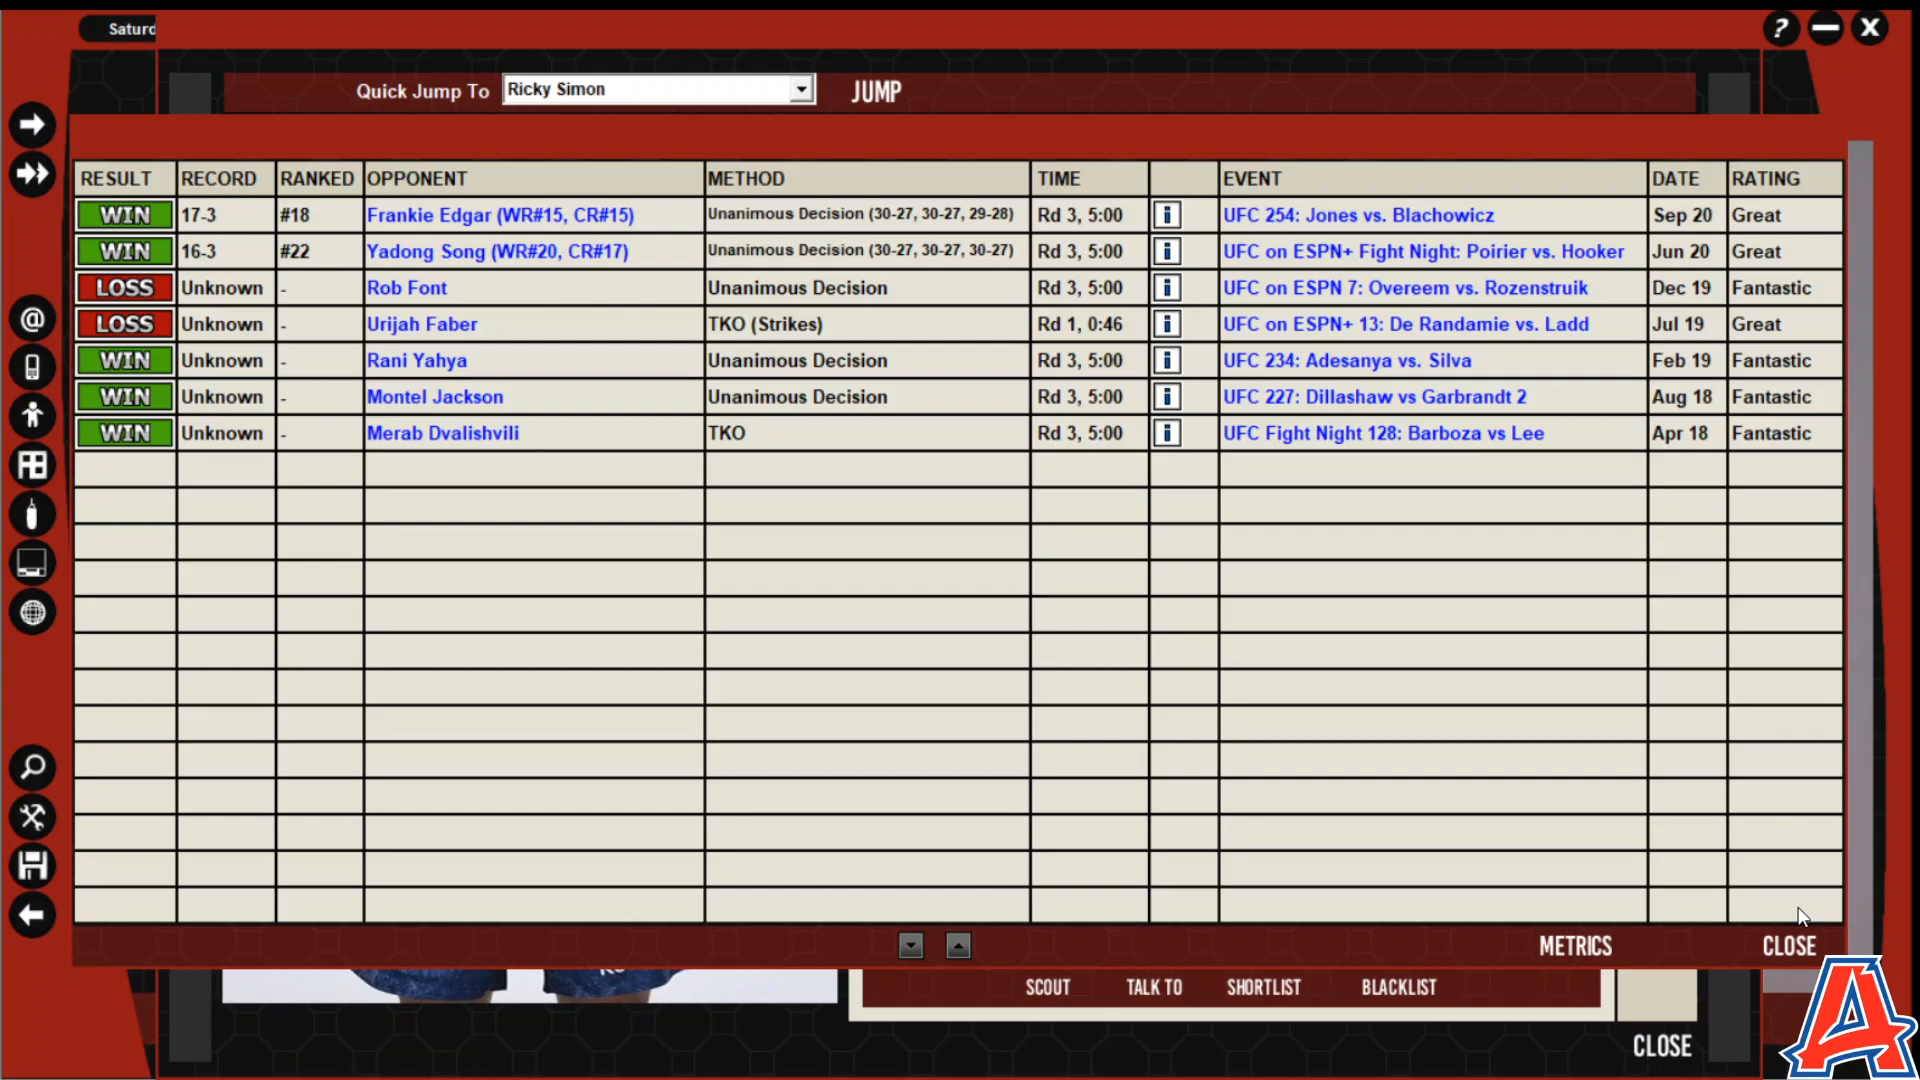 Saturd
? — X
Quick Jump To Ricky Simon JUMP
RESULT RECORD RANKED OPPONENT METHOD TIME EVENT DATE RATING
WIN 17-3 #18 Frankie Edgar (WR#15, CR#15) Unanimous Decision (30-27, 30-27, 29-28) Rd 3, 5:00 i UFC 254: Jones vs. Blachowicz Sep 20 Great
WIN 16-3 #22 Yadong Song (WR#20, CR#17) Unanimous Decision (30-27, 30-27, 30-27) Rd 3, 5:00 i UFC on ESPN+ Fight Night: Poirier vs. Hooker Jun 20 Great
LOSS Unknown - Rob Font Unanimous Decision Rd 3, 5:00 i UFC on ESPN 7: Overeem vs. Rozenstruik Dec 19 Fantastic
LOSS Unknown - Urijah Faber TKO (Strikes) Rd 1, 0:46 i UFC on ESPN+ 13: De Randamie vs. Ladd Jul 19 Great
WIN Unknown - Rani Yahya Unanimous Decision Rd 3, 5:00 i UFC 234: Adesanya vs. Silva Feb 19 Fantastic
WIN Unknown - Montel Jackson Unanimous Decision Rd 3, 5:00 i UFC 227: Dillashaw vs Garbrandt 2 Aug 18 Fantastic
WIN Unknown - Merab Dvalishvili TKO Rd 3, 5:00 i UFC Fight Night 128: Barboza vs Lee Apr 18 Fantastic
METRICS CLOSE
SCOUT TALK TO SHORTLIST BLACKLIST
CLOSE
A